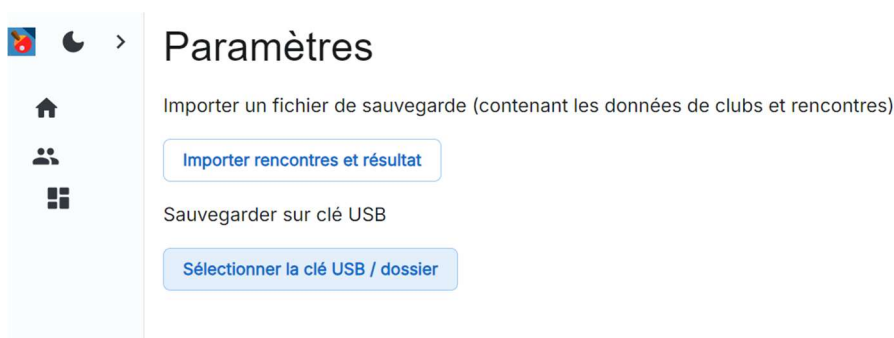 Paramètres
Importer un fichier de sauvegarde (contenant les données de clubs et rencontres)
Importer rencontres et résultat
Sauvegarder sur clé USB
Sélectionner la clé USB / dossier